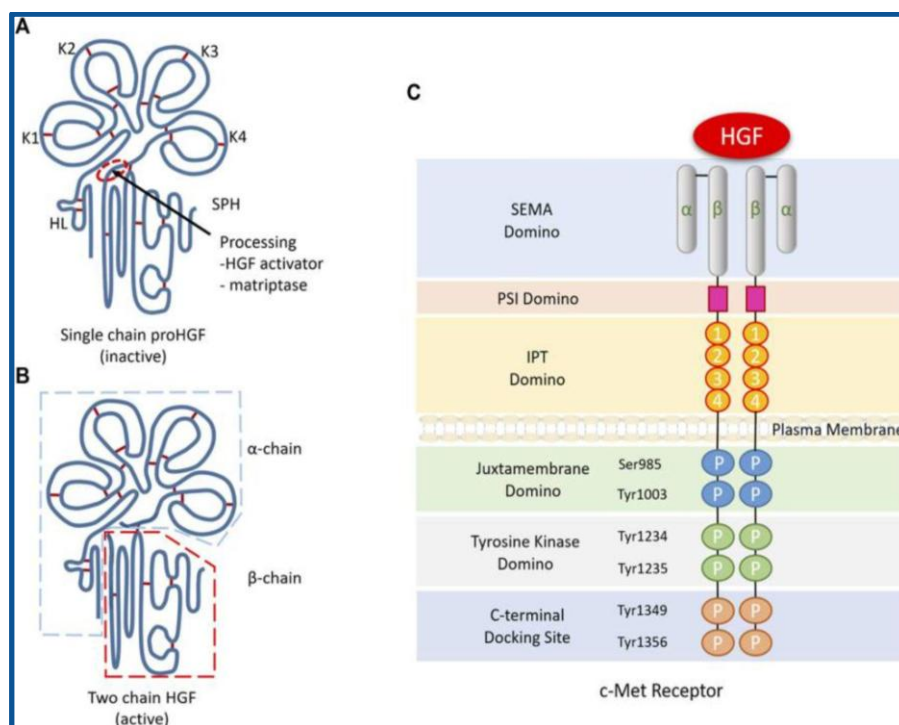 A
K2
K3
K1
K4
HL
SPH
Processing
-HGF activator
- matriptase
Single chain proHGF
(inactive)
B
α-chain
β-chain
Two chain HGF
(active)
C
HGF
SEMA
Domino
α
β
β
α
PSI Domino
IPT
Domino
1 1
2 2
3 3
4 4
Plasma Membrane
Juxtamembrane
Domino
Ser985
P P
Tyr1003
P P
Tyrosine Kinase
Domino
Tyr1234
P P
Tyr1235
P P
C-terminal
Docking Site
Tyr1349
P P
Tyr1356
P P
c-Met Receptor